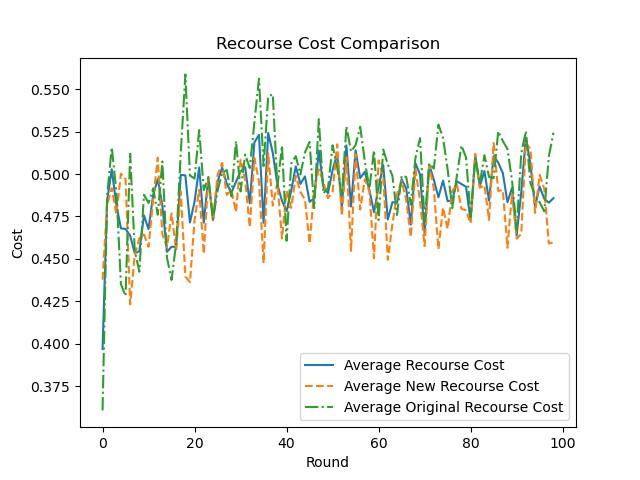 Recourse Cost Comparison
0.550
0.525
0.500
0.475
0.450
0.425
0.400
0.375
Cost
Average Recourse Cost
Average New Recourse Cost
Average Original Recourse Cost
0 20 40 60 80 100
Round